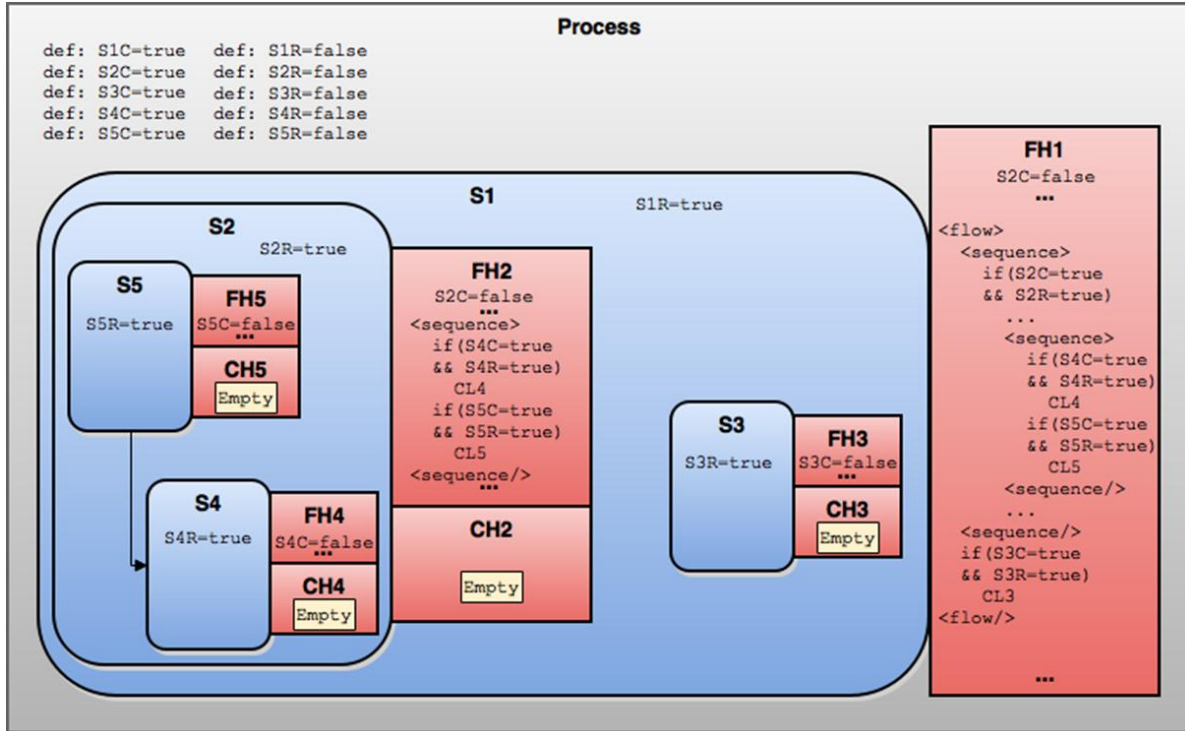 Process
def: S1C=true def: S1R=false
def: S2C=true def: S2R=false
def: S3C=true def: S3R=false
def: S4C=true def: S4R=false
def: S5C=true def: S5R=false
S1
S1R=true
S2
S2R=true
S5
S5R=true
FH5
S5C=false
...
CH5
Empty
S4
S4R=true
FH4
S4C=false
...
CH4
Empty
FH2
S2C=false
...
<sequence>
if(S4C=true
&& S4R=true)
CL4
if(S5C=true
&& S5R=true)
CL5
<sequence/>
...
CH2
Empty
S3
S3R=true
FH3
S3C=false
...
CH3
Empty
FH1
S2C=false
...
<flow>
<sequence>
if(S2C=true
&& S2R=true)
...
<sequence>
if(S4C=true
&& S4R=true)
CL4
if(S5C=true
&& S5R=true)
CL5
<sequence/>
...
<sequence/>
if(S3C=true
&& S3R=true)
CL3
<flow/>
...